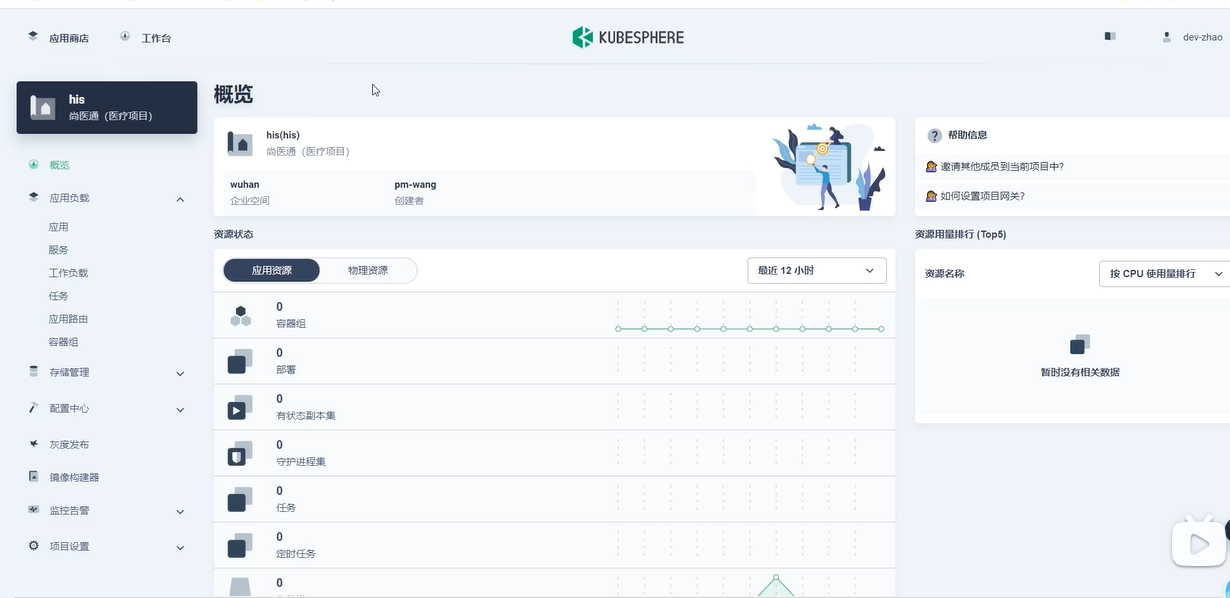 应用商店
工作台
KUBESPHERE
dev-zhao
his
尚医通（医疗项目）
概览
应用负载
应用
服务
工作负载
任务
应用路由
容器组
存储管理
配置中心
灰度发布
镜像构建器
监控告警
项目设置
概览
his(his)
尚医通（医疗项目）
wuhan
企业空间
pm-wang
创建者
资源状态
应用资源
物理资源
最近 12 小时
0
容器组
0
部署
0
有状态副本集
0
守护进程集
0
任务
0
定时任务
0
帮助信息
邀请其他成员到当前项目中?
如何设置项目网关?
资源用量排行 (Top5)
资源名称
按 CPU 使用量排行
暂时没有相关数据